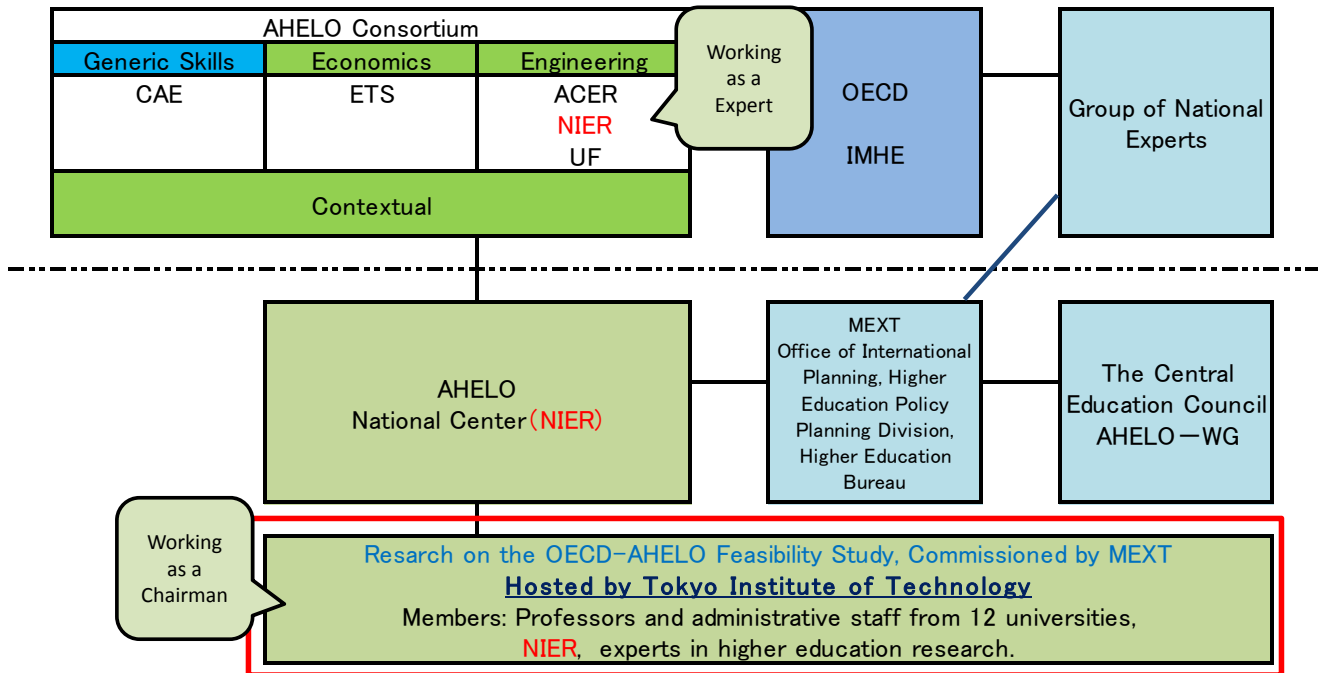 AHELO Consortium
Generic Skills
Economics
Engineering
CAE
ETS
ACER
NIER
UF
Contextual
Working
as a
Expert
OECD
IMHE
Group of National
Experts
AHELO
National Center(NIER)
MEXT
Office of International
Planning, Higher
Education Policy
Planning Division,
Higher Education
Bureau
The Central
Education Council
AHELO－WG
Working
as a
Chairman
Resarch on the OECD-AHELO Feasibility Study, Commissioned by MEXT
Hosted by Tokyo Institute of Technology
Members: Professors and administrative staff from 12 universities,
NIER, experts in higher education research.